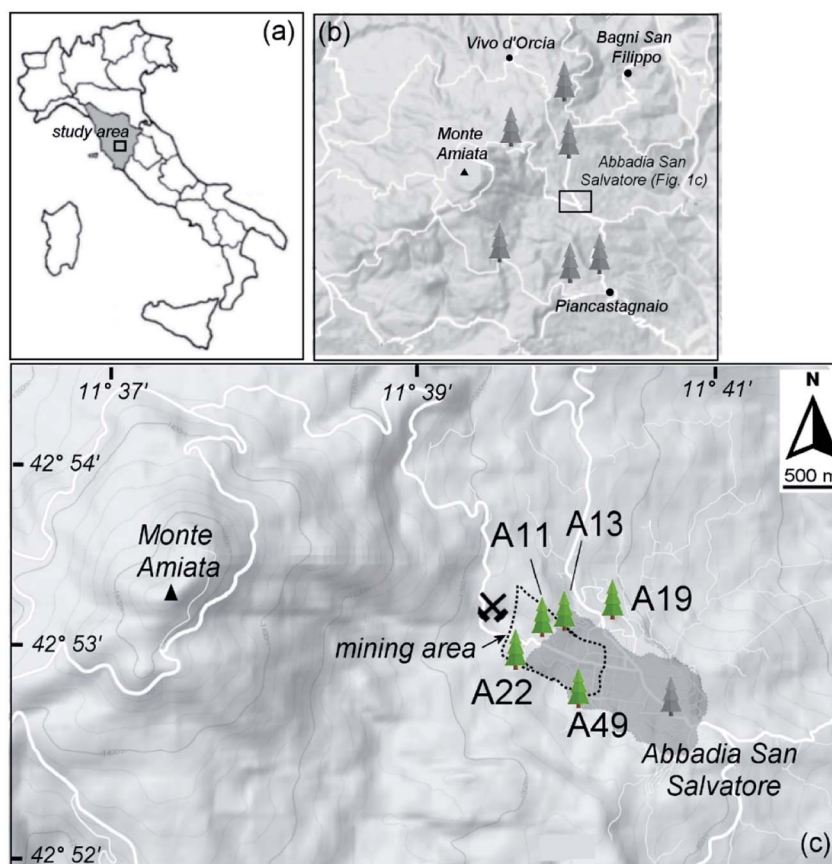 (a)
study area
(b)
Vivo d'Orcia
Bagni San
Filippo
Monte
Amiata
Abbadia San
Salvatore (Fig. 1c)
Piancastagnaio
11° 37'
11° 39'
11° 41'
N
500 m
42° 54'
Monte
Amiata
A11
A13
A19
42° 53'
mining area
A22
A49
Abbadia San
Salvatore
42° 52'
(c)